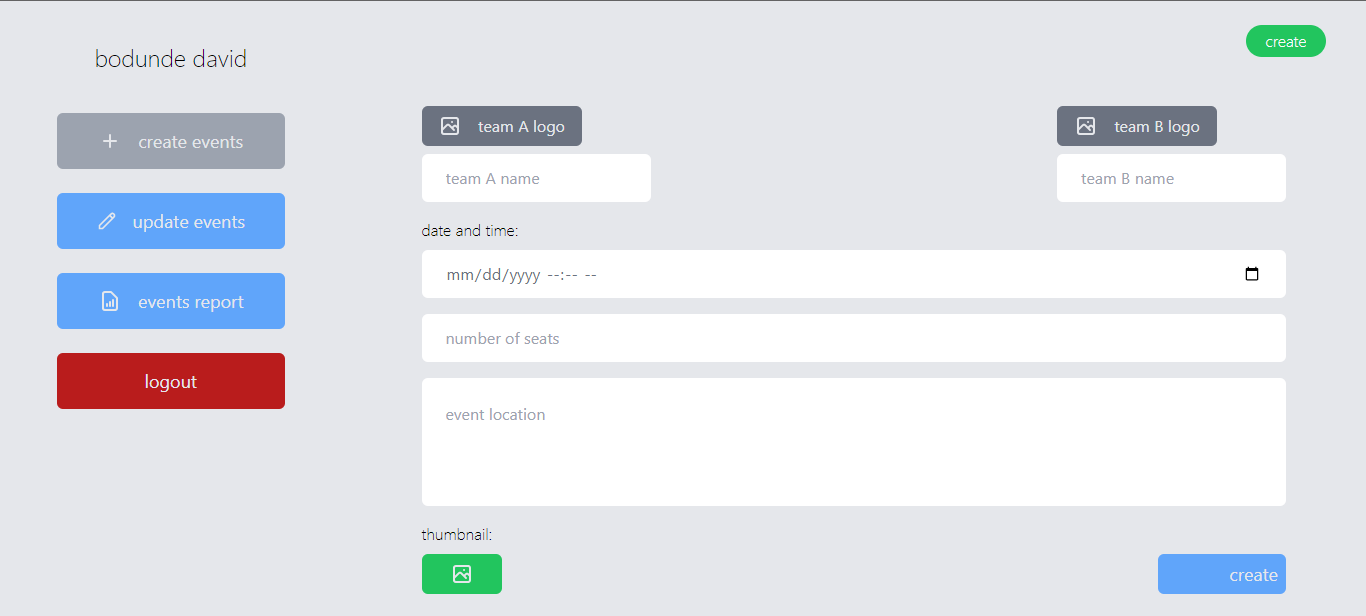 bodunde david
create
create events
update events
events report
logout
team A logo
team B logo
team A name
team B name
date and time:
mm/dd/yyyy --:-- --
number of seats
event location
thumbnail:
create